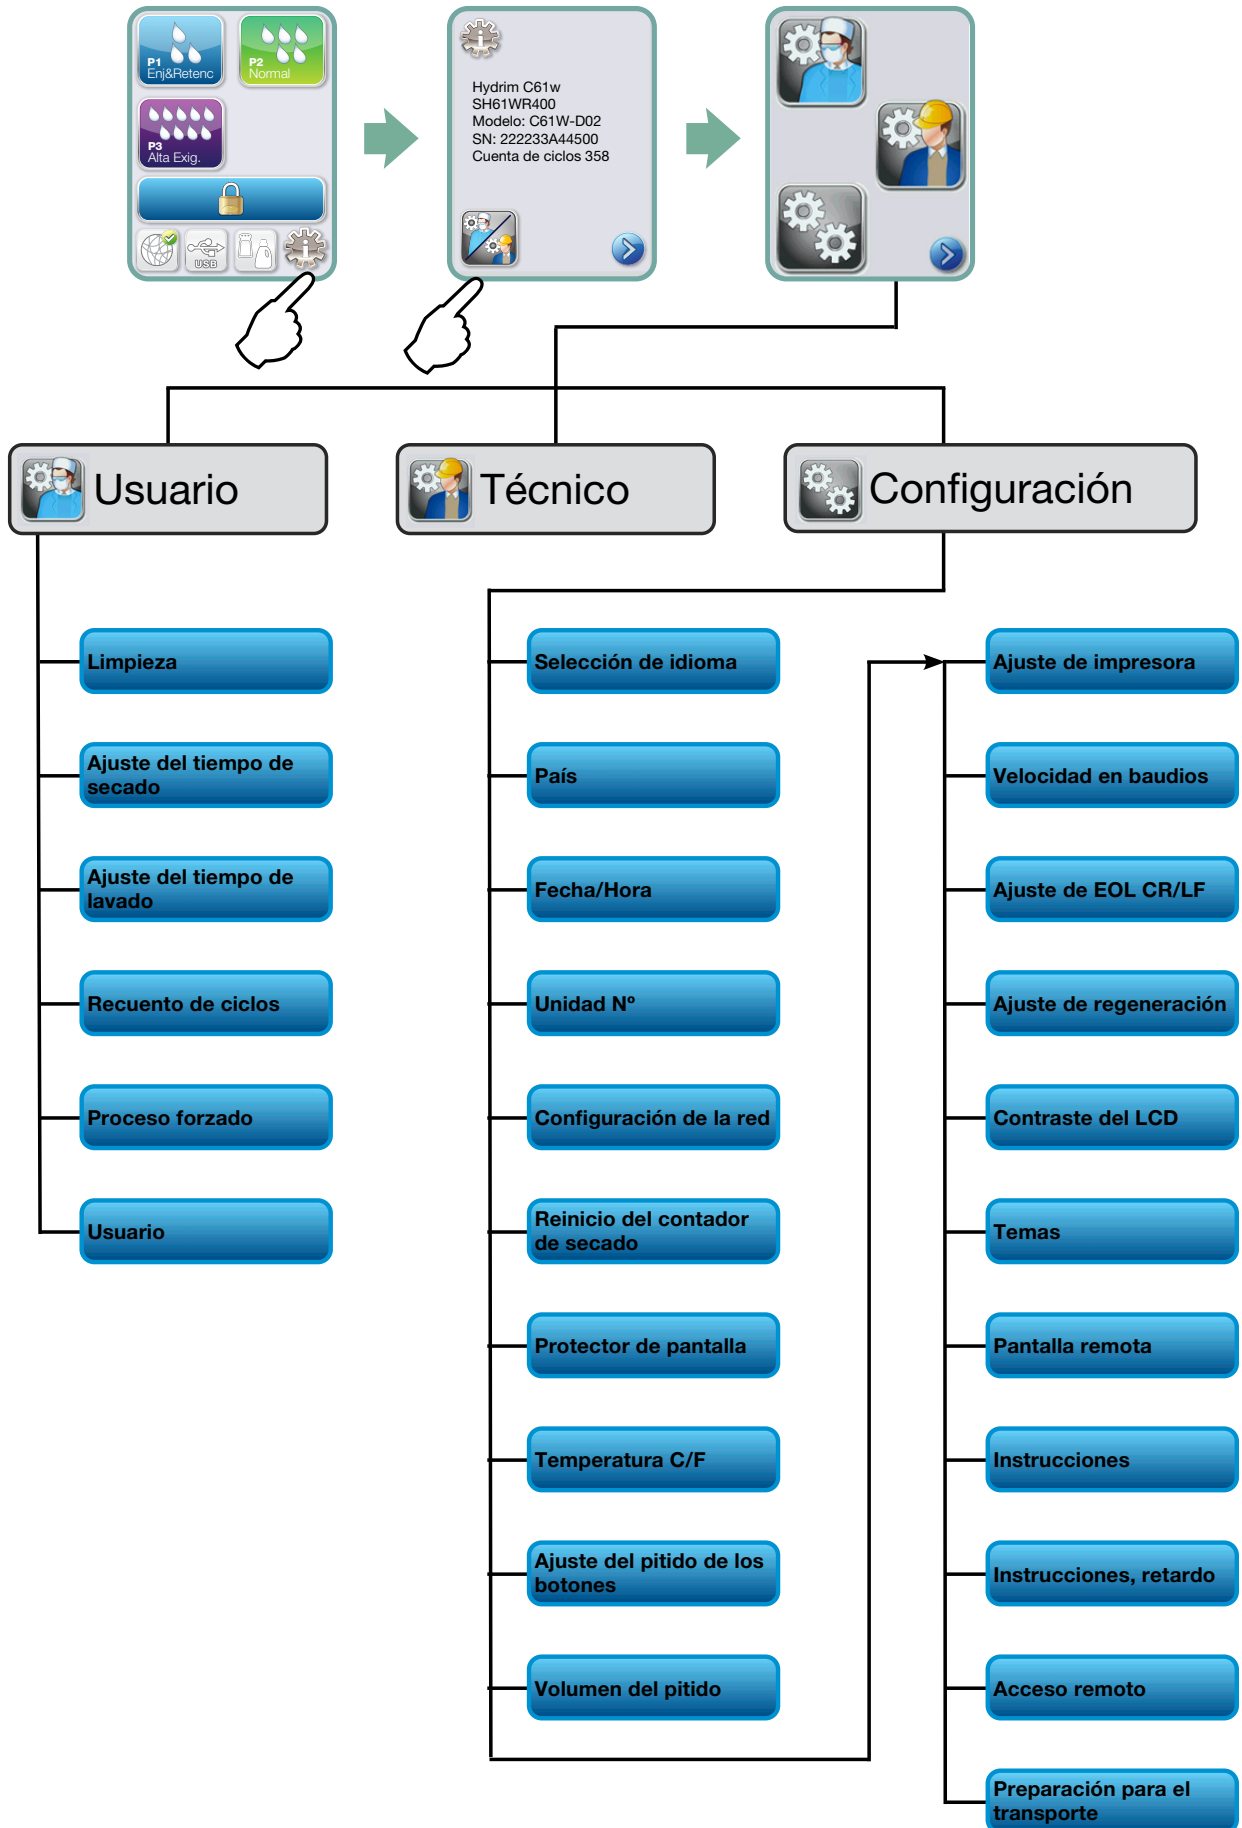 P1
Enj&Retenc
P2
Normal
P3
Alta Exig.
USB
Hydrim C61w
SH61WR400
Modelo: C61W-D02
SN: 222233A44500
Cuenta de ciclos 358
Usuario
Técnico
Configuración
Limpieza
Ajuste del tiempo de
secado
Ajuste del tiempo de
lavado
Recuento de ciclos
Proceso forzado
Usuario
Selección de idioma
País
Fecha/Hora
Unidad Nº
Configuración de la red
Reinicio del contador
de secado
Protector de pantalla
Temperatura C/F
Ajuste del pitido de los
botones
Volumen del pitido
Ajuste de impresora
Velocidad en baudios
Ajuste de EOL CR/LF
Ajuste de regeneración
Contraste del LCD
Temas
Pantalla remota
Instrucciones
Instrucciones, retardo
Acceso remoto
Preparación para el
transporte